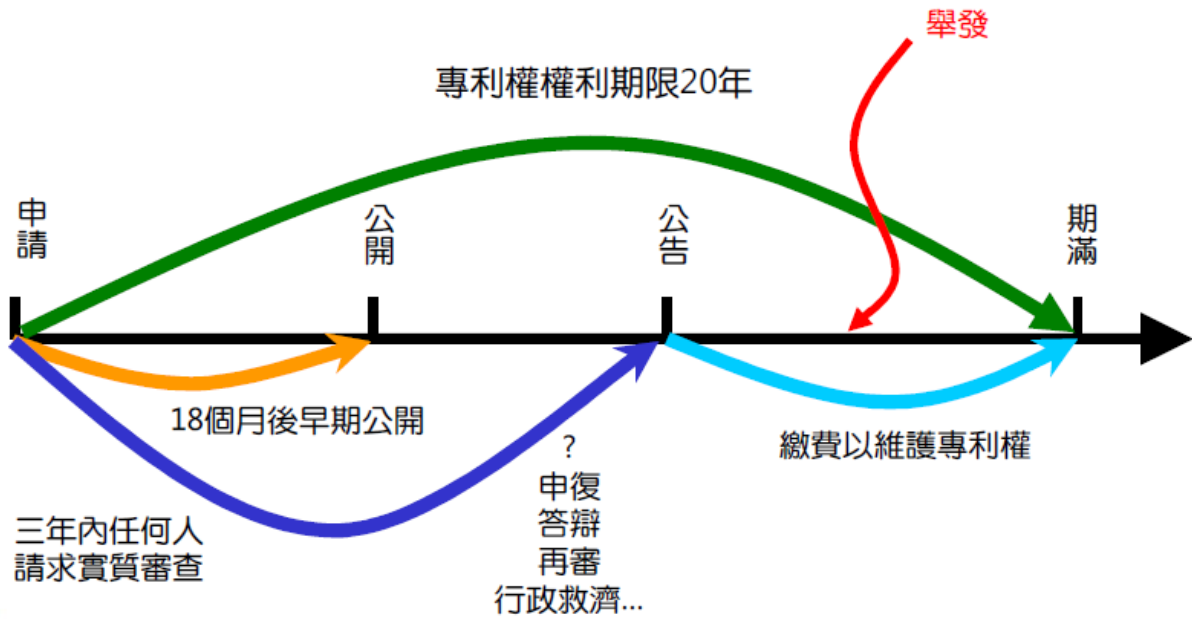 舉發
專利權權利期限20年
申請
公開
公告
期滿
18個月後早期公開
三年內任何人
請求實質審查
?
申復
答辯
再審
行政救濟...
繳費以維護專利權